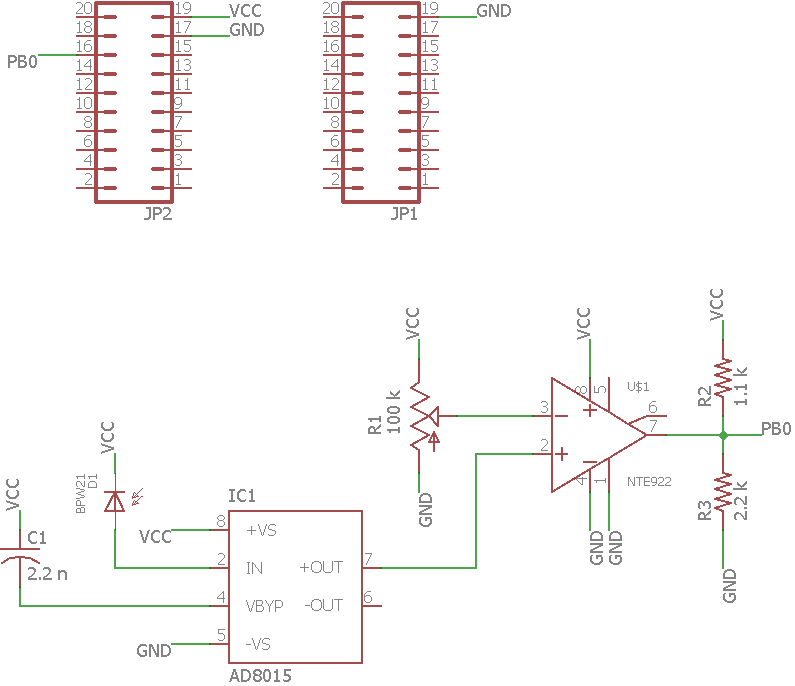 20 19 VCC
18 17 GND
PB0 16 15
14 13
12 11
10 9
8 7
6 5
4 3
2 1
JP2
20 19 GND
18 17
16 15
14 13
12 11
10 9
8 7
6 5
4 3
2 1
JP1
VCC
R1
100 k
GND
VCC
8 5 U$1
3 6
2 7
4 1 NTE922
GND GND
VCC
R2
1.1 k
PB0
R3
2.2 k
GND
VCC
C1
2.2 n
VCC
BPW21
D1
IC1
VCC 8 +VS
2 IN +OUT 7
4 VBYP -OUT 6
GND 5 -VS
AD8015